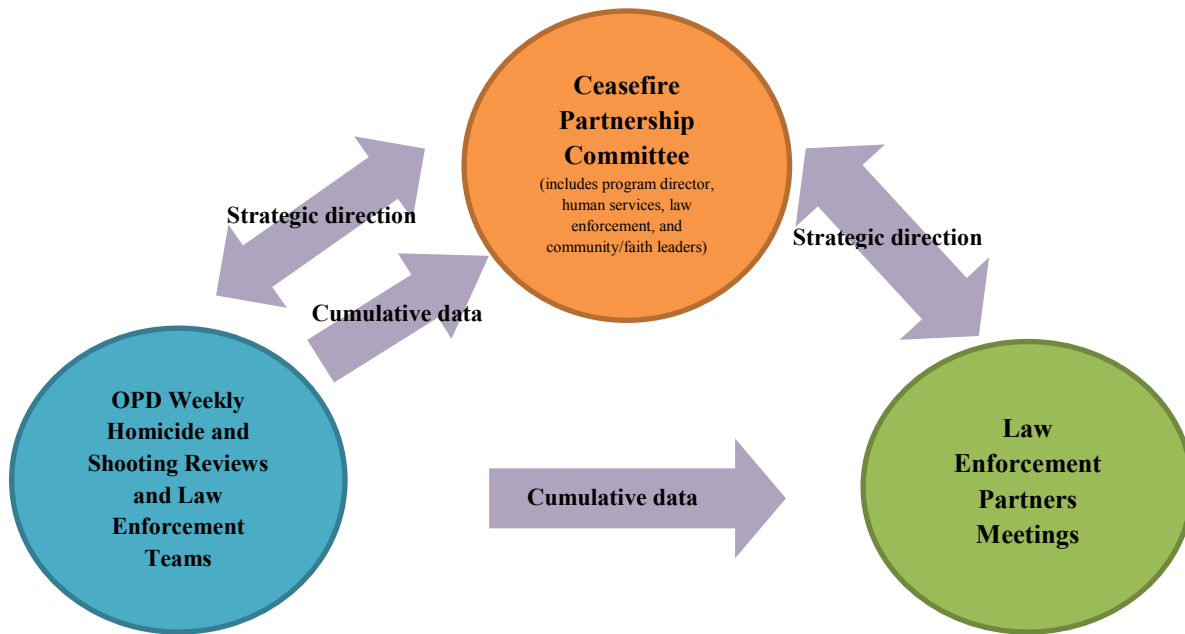 Ceasefire
Partnership
Committee
(includes program director,
human services, law
enforcement, and
community/faith leaders)
Strategic direction
Strategic direction
Cumulative data
OPD Weekly
Homicide and
Shooting Reviews
and Law
Enforcement
Teams
Cumulative data
Law
Enforcement
Partners
Meetings